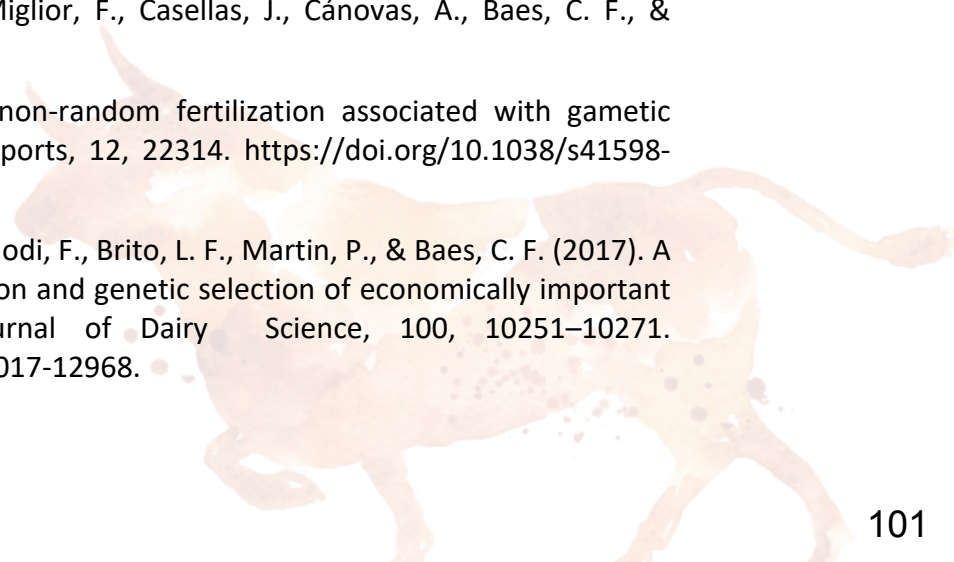 Miglior, F., Casellas, J., Cánovas, A., Baes, C. F., &
non-random fertilization associated with gametic
ports, 12, 22314. https://doi.org/10.1038/s41598-
odi, F., Brito, L. F., Martin, P., & Baes, C. F. (2017). A
on and genetic selection of economically important
urnal of Dairy Science, 100, 10251–10271.
017-12968.
101